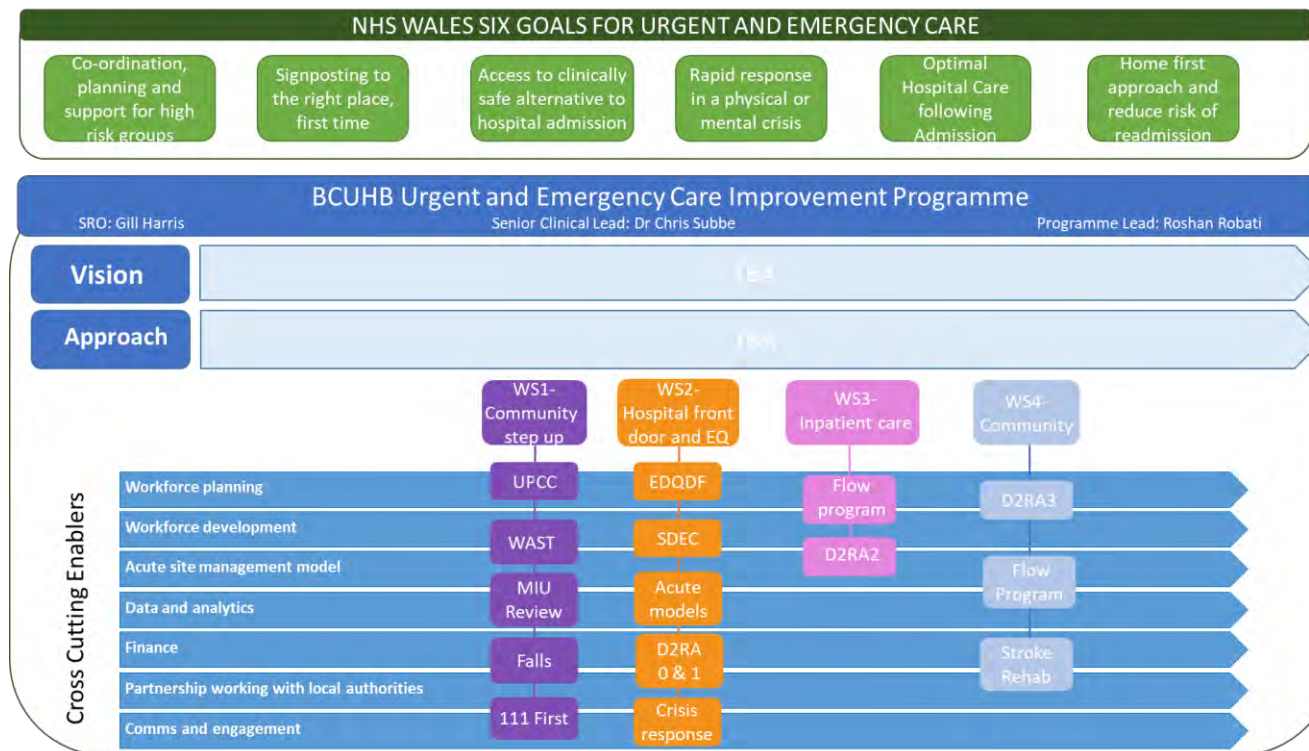 NHS WALES SIX GOALS FOR URGENT AND EMERGENCY CARE
Co-ordination,
planning and
support for high
risk groups
Signposting to
the right place,
first time
Access to clinically
safe alternative to
hospital admission
Rapid response
in a physical or
mental crisis
Optimal
Hospital Care
following
Admission
Home first
approach and
reduce risk of
readmission
BCUHB Urgent and Emergency Care Improvement Programme
SRO: Gill Harris
Senior Clinical Lead: Dr Chris Subbe
Programme Lead: Roshan Robati
Vision
Approach
WS1-
Community
step up
WS2-
Hospital front
door and EQ
WS3-
Inpatient care
WS4-
Community
Cross Cutting Enablers
Workforce planning
Workforce development
Acute site management model
Data and analytics
Finance
Partnership working with local authorities
Comms and engagement
UPCC
WAST
MIU
Review
Falls
111 First
EDQDF
SDEC
Acute
models
D2RA
0 & 1
Crisis
response
Flow
program
D2RA2
D2RA3
Flow
Program
Stroke
Rehab